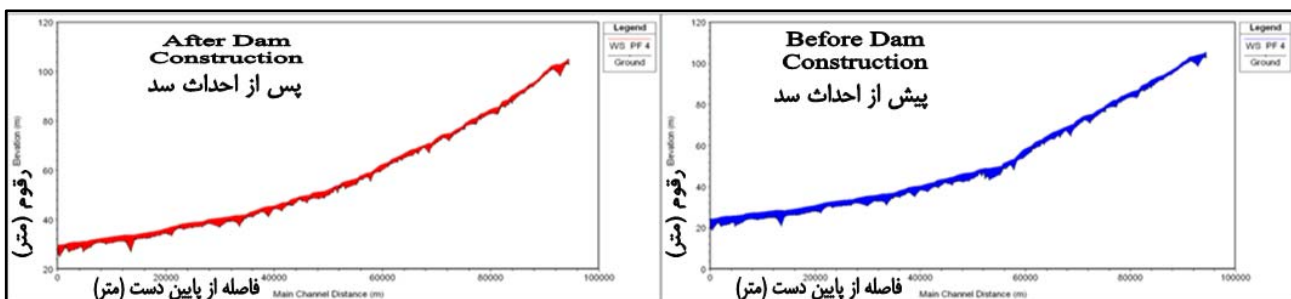 After Dam
Construction
پس از احداث سد
Legend
WS PF 4
Ground
Elevation (m)
رقوم (متر)
120
100
80
60
40
20
0
20000
40000
60000
80000
100000
Main Channel Distance (m)
فاصله از پایین دست (متر)
Before Dam
Construction
پیش از احداث سد
Legend
WS PF 4
Ground
Elevation (m)
رقوم (متر)
120
100
80
60
40
20
0
0
20000
40000
60000
80000
100000
Main Channel Distance (m)
فاصله از پایین دست (متر)